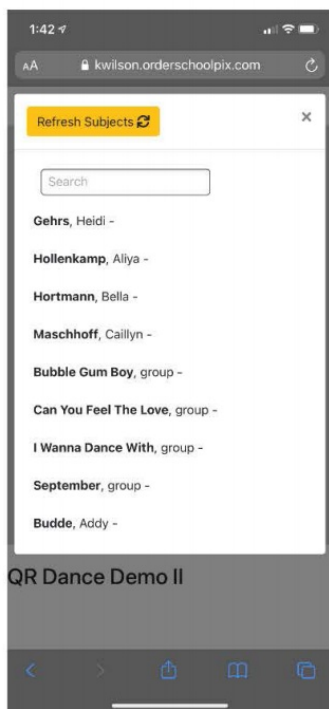 1:42
AA kwilson.orderschoolpix.com
Refresh Subjects ×
Search
Gehrs, Heidi -
Hollenkamp, Aliya -
Hortmann, Bella -
Maschhoff, Caillyn -
Bubble Gum Boy, group -
Can You Feel The Love, group -
I Wanna Dance With, group -
September, group -
Budde, Addy -
QR Dance Demo II